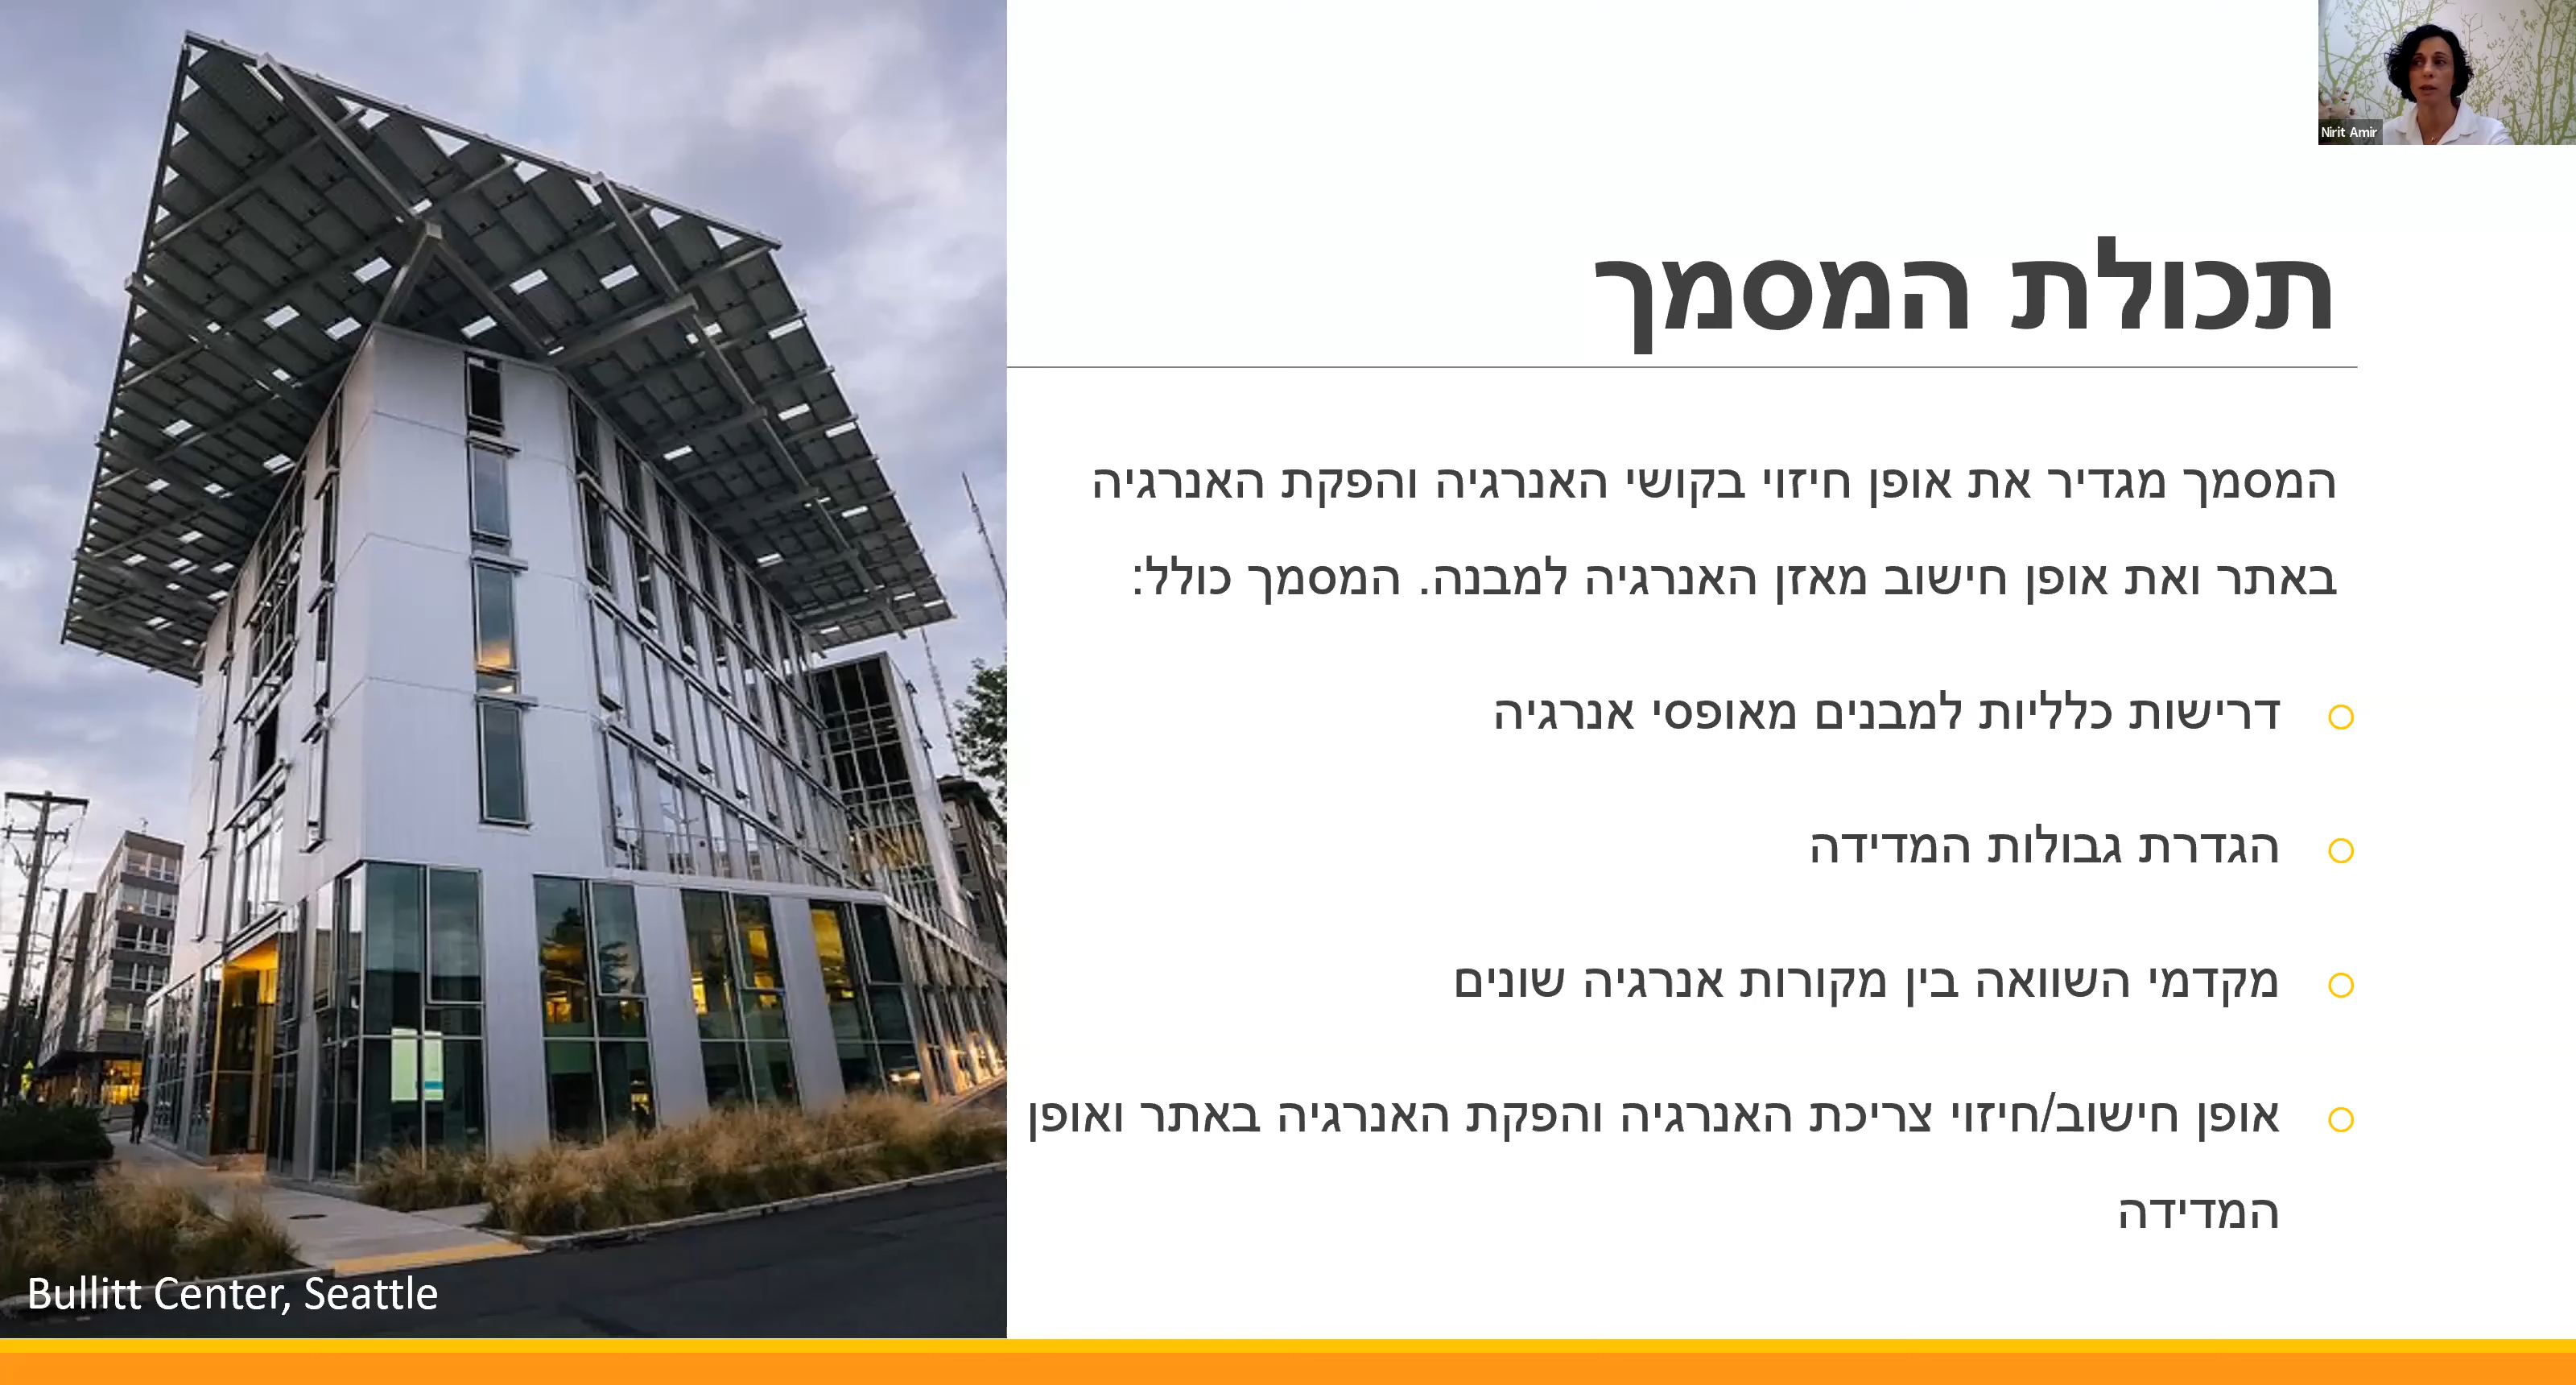 Nirit Amir
תכולת המסמך
המסמך מגדיר את אופן חיזוי בקושי האנרגיה והפקת האנרגיה
באתר ואת אופן חישוב מאזן האנרגיה למבנה. המסמך כולל:
דרישות כלליות למבנים מאופסי אנרגיה
הגדרת גבולות המדידה
מקדמי השוואה בין מקורות אנרגיה שונים
אופן חישוב/חיזוי צריכת האנרגיה והפקת האנרגיה באתר ואופן
המדידה
Bullitt Center, Seattle